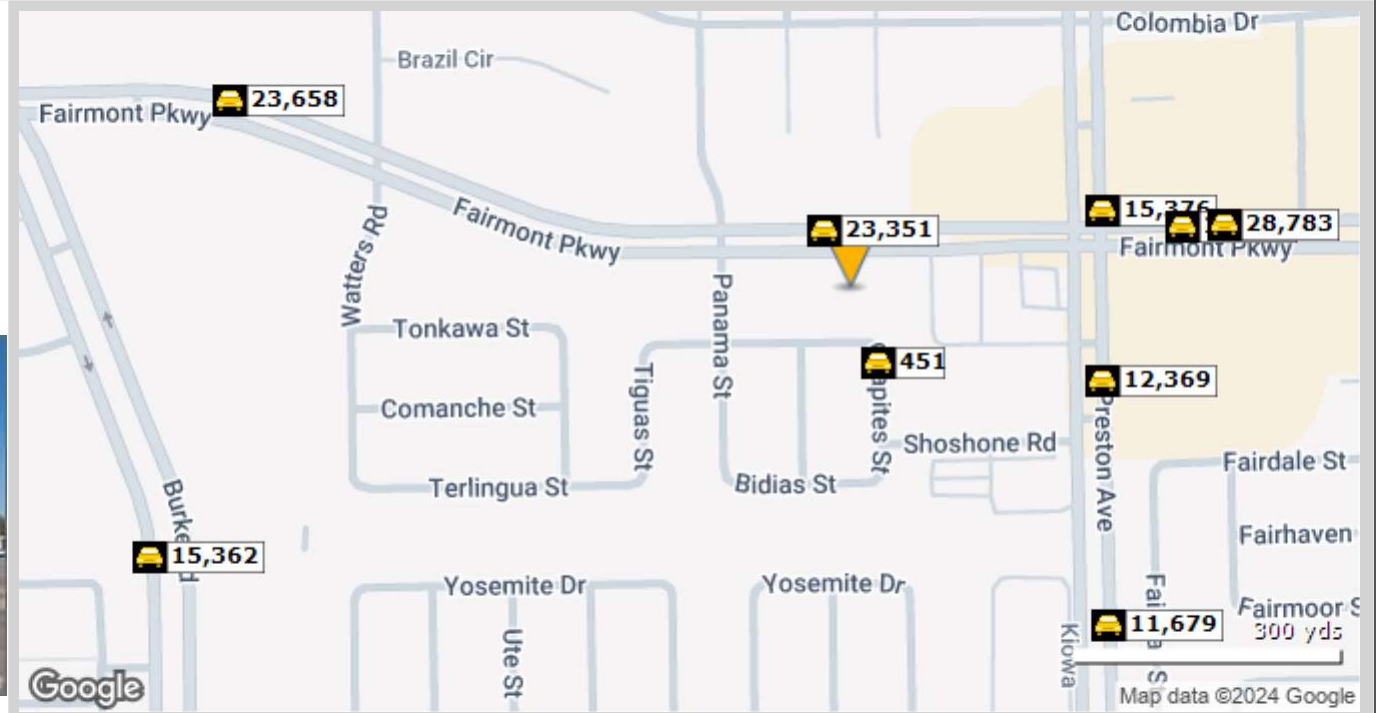 Colombia Dr
Brazil Cir
23,658
Fairmont Pkwy
Watters Rd
Fairmont Pkwy
15,376
23,351
28,783
Fairmont Pkwy
Panama St
Tonkawa St
451
Tiguas St
12,369
Comanche St
Shoshone Rd
Preston Ave
Fairdale St
Terlingua St
Bidias St
Fairhaven
15,362
Yosemite Dr
Yosemite Dr
Ute St
11,679
Fairmoor S
300 yds
Kiowa
Google
Map data ©2024 Google